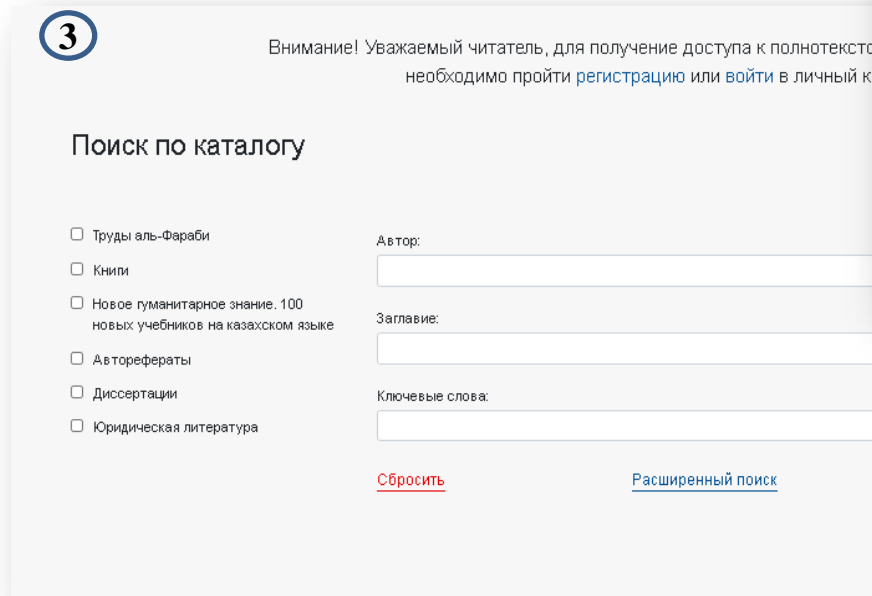 3
Внимание! Уважаемый читатель, для получение доступа к
необходимо пройти регистрацию или войти в личный
Поиск по каталогу
Труды аль-Фараби
Книги
Новое гуманитарное знание. 100
новых учебников на казахском языке
Авторефераты
Диссертации
Юридическая литература
Автор:
Заглавие:
Ключевые слова:
Сбросить
Расширенный поиск